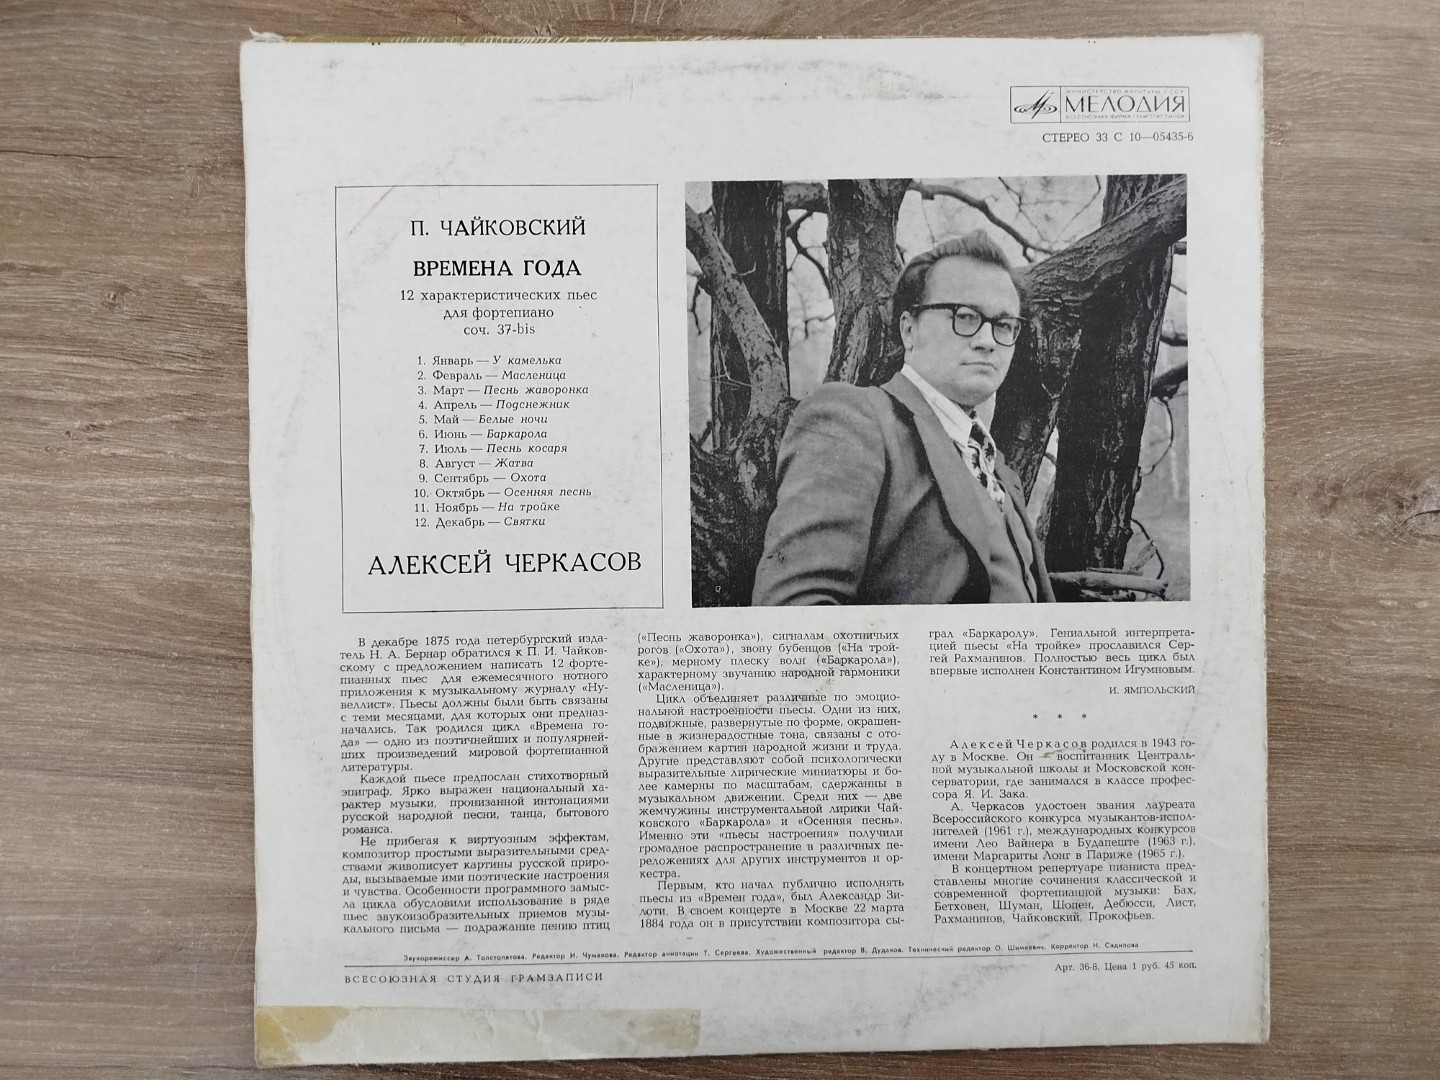 МИНИСТЕРСТВО КУЛЬТУРЫ СССР
МЕЛОДИЯ
ВСЕСОЮЗНАЯ ФИРМА ГРАМПЛАСТИНОК
СТЕРЕО 33 С 10—05435-6
П. ЧАЙКОВСКИЙ
ВРЕМЕНА ГОДА
12 характеристических пьес
для фортепиано
соч. 37-bis
1. Январь — У камелька
2. Февраль — Масленица
3. Март — Песнь жаворонка
4. Апрель — Подснежник
5. Май — Белые ночи
6. Июнь — Баркарола
7. Июль — Песнь косаря
8. Август — Жатва
9. Сентябрь — Охота
10. Октябрь — Осенняя песнь
11. Ноябрь — На тройке
12. Декабрь — Святки
АЛЕКСЕЙ ЧЕРКАСОВ
В декабре 1875 года петербургский изда-
тель Н. А. Бернар обратился к П. И. Чайков-
скому с предложением написать 12 форте-
пианных пьес для ежемесячного нотного
приложения к музыкальному журналу «Ну-
веллист». Пьесы должны были быть связаны
с теми месяцами, для которых они предназ-
начались. Так родился цикл «Времена го-
да» — одно из поэтичнейших и популярней-
ших произведений мировой фортепианной
литературы.
Каждой пьесе предпослан стихотворный
эпиграф. Ярко выражен национальный ха-
рактер музыки, пронизанной интонациями
русской народной песни, танца, бытового
романса.
Не прибегая к виртуозным эффектам,
композитор простыми выразительными сред-
ствами живописует картины русской приро-
ды, вызываемые ими поэтические настроения
и чувства. Особенности программного замыс-
ла цикла обусловили использование в ряде
пьес звукоизобразительных приемов музы-
кального письма — подражание пению птиц
(«Песнь жаворонка»), сигналам охотничьих
рогов («Охота»), звону бубенцов («На трой-
ке»), мерному плеску волн («Баркарола»),
характерному звучанию народной гармоники
(«Масленица»).
Цикл объединяет различные по эмоцио-
нальной настроенности пьесы. Одни из них,
подвижные, развернутые по форме, окрашен-
ные в жизнерадостные тона, связаны с ото-
бражением картин народной жизни и труда.
Другие представляют собой психологически
выразительные лирические миниатюры и бо-
лее камерны по масштабам, сдержанны в
музыкальном движении. Среди них — две
жемчужины инструментальной лирики Чай-
ковского «Баркарола» и «Осенняя песнь».
Именно эти «пьесы настроения» получили
громадное распространение в различных пе-
реложениях для других инструментов и ор-
кестра.
Первым, кто начал публично исполнять
пьесы из «Времен года», был Александр Зи-
лоти. В своем концерте в Москве 22 марта
1884 года он в присутствии композитора сы-
грал «Баркаролу». Гениальной интерпрета-
цией пьесы «На тройке» прославился Сер-
гей Рахманинов. Полностью весь цикл был
впервые исполнен Константином Игумновым.
И. ЯМПОЛЬСКИЙ
* * *
Алексей Черкасов родился в 1943 го-
ду в Москве. Он — воспитанник Централь-
ной музыкальной школы и Московской кон-
серватории, где занимался в классе профес-
сора Я. И. Зака.
А. Черкасов удостоен звания лауреата
Всероссийского конкурса музыкантов-испол-
нителей (1961 г.), международных конкурсов
имени Лео Вайнера в Будапеште (1963 г.),
имени Маргариты Лонг в Париже (1965 г.).
В концертном репертуаре пианиста пред-
ставлены многие сочинения классической и
современной фортепианной музыки: Бах,
Бетховен, Шуман, Шопен, Дебюсси, Лист,
Рахманинов, Чайковский, Прокофьев.
Звукорежиссер А. Толстопятова. Редактор И. Чумакова. Редактор аннотации Т. Сергеева. Художественный редактор В. Дудаков. Технический редактор О. Шимкевич. Корректор Н. Садилова
ВСЕСОЮЗНАЯ СТУДИЯ ГРАМЗАПИСИ
Арт. 36-8. Цена 1 руб. 45 коп.